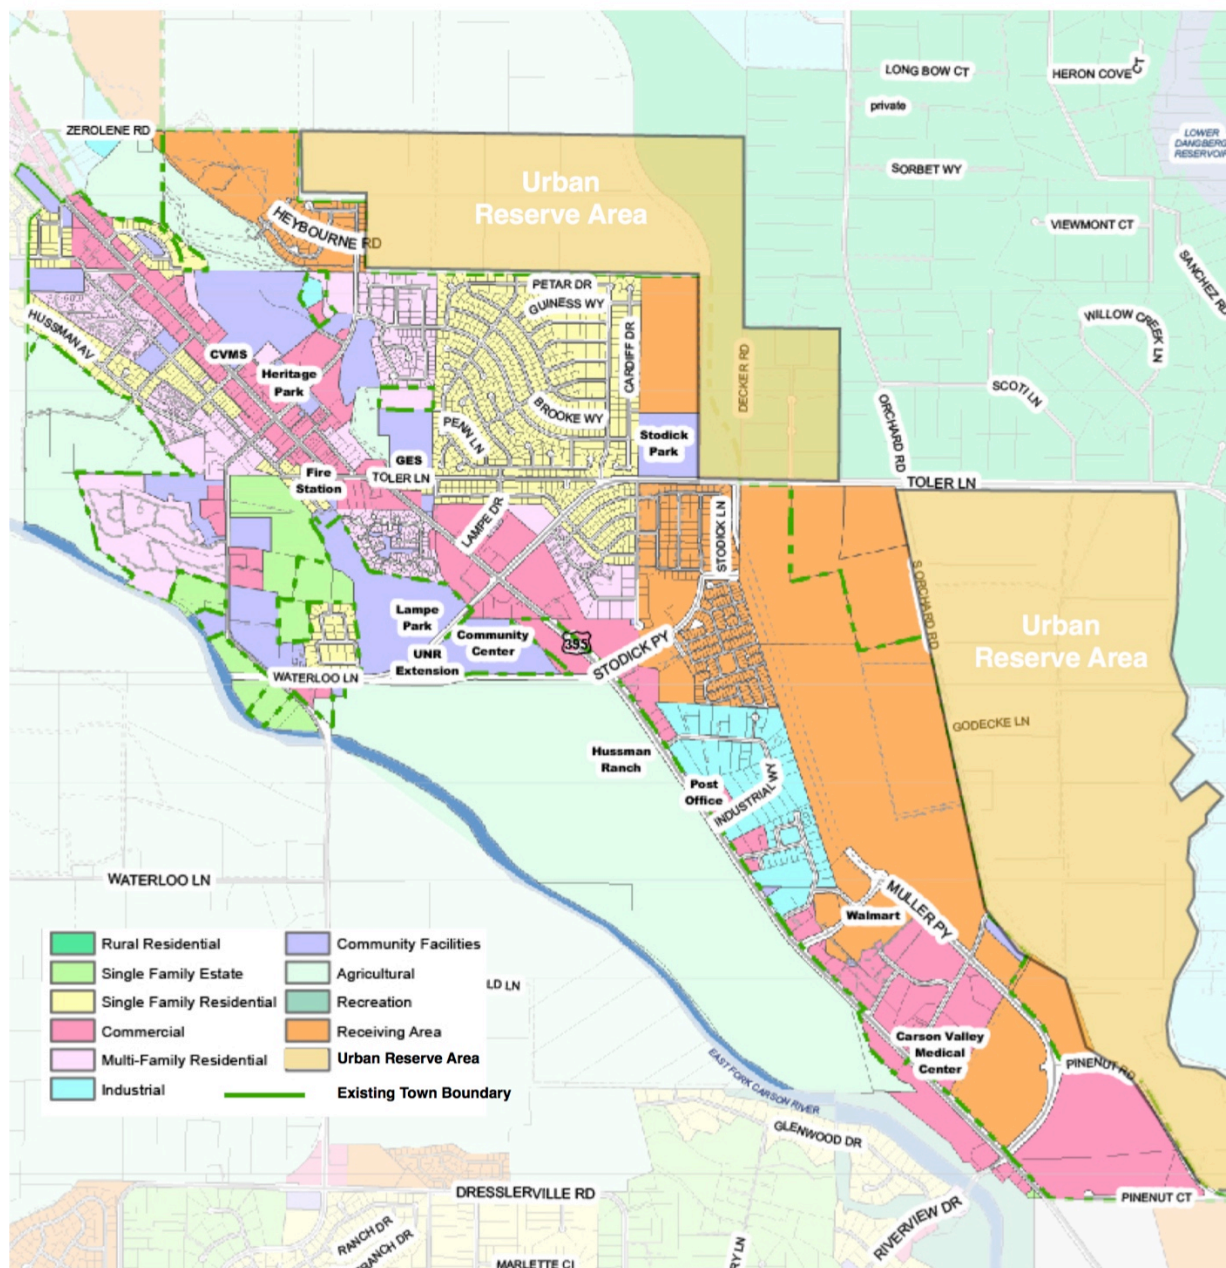 LONG BOW CT
HERON COVE CT
private
ZEROLENE RD
LOWER
DANGBERG
RESERVOIR
SORBET WY
Urban
Reserve Area
VIEWMONT CT
HEYBOURNE RD
SANCHEZ RD
PETAR DR
GUINESS WY
HUSSMAN AV
WILLOW CREEK LN
CVMS
CARDIFF DR
DECKER RD
Heritage
Park
SCOTI LN
BROOKE WY
PENN LN
ORCHARD RD
Stodick
Park
GES
Fire
Station
TOLER LN
TOLER LN
LAMPE DR
STODICK LN
S ORCHARD RD
Lampe
Park
Community
Center
395
Urban
Reserve Area
UNR
Extension
STODICK PY
WATERLOO LN
GODECKE LN
Hussman
Ranch
Post
Office
INDUSTRIAL WY
WATERLOO LN
MULLER PY
Walmart
Rural Residential
Single Family Estate
Single Family Residential
Commercial
Multi-Family Residential
Industrial
Community Facilities
Agricultural
Recreation
Receiving Area
Urban Reserve Area
Existing Town Boundary
LD LN
Carson Valley
Medical
Center
PINENUT RD
EAST FORK CARSON RIVER
GLENWOOD DR
DRESSLERVILLE RD
PINENUT CT
RIVERVIEW DR
RANCH DR
RANCH DR
RY LN
MARLETTE CI